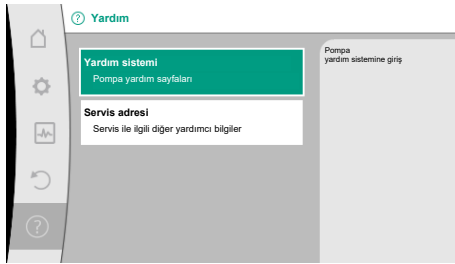 Yardım
Yardım sistemi
Pompa yardım sayfaları
Servis adresi
Servis ile ilgili diğer yardımcı bilgiler
Pompa
yardım sistemine giriş